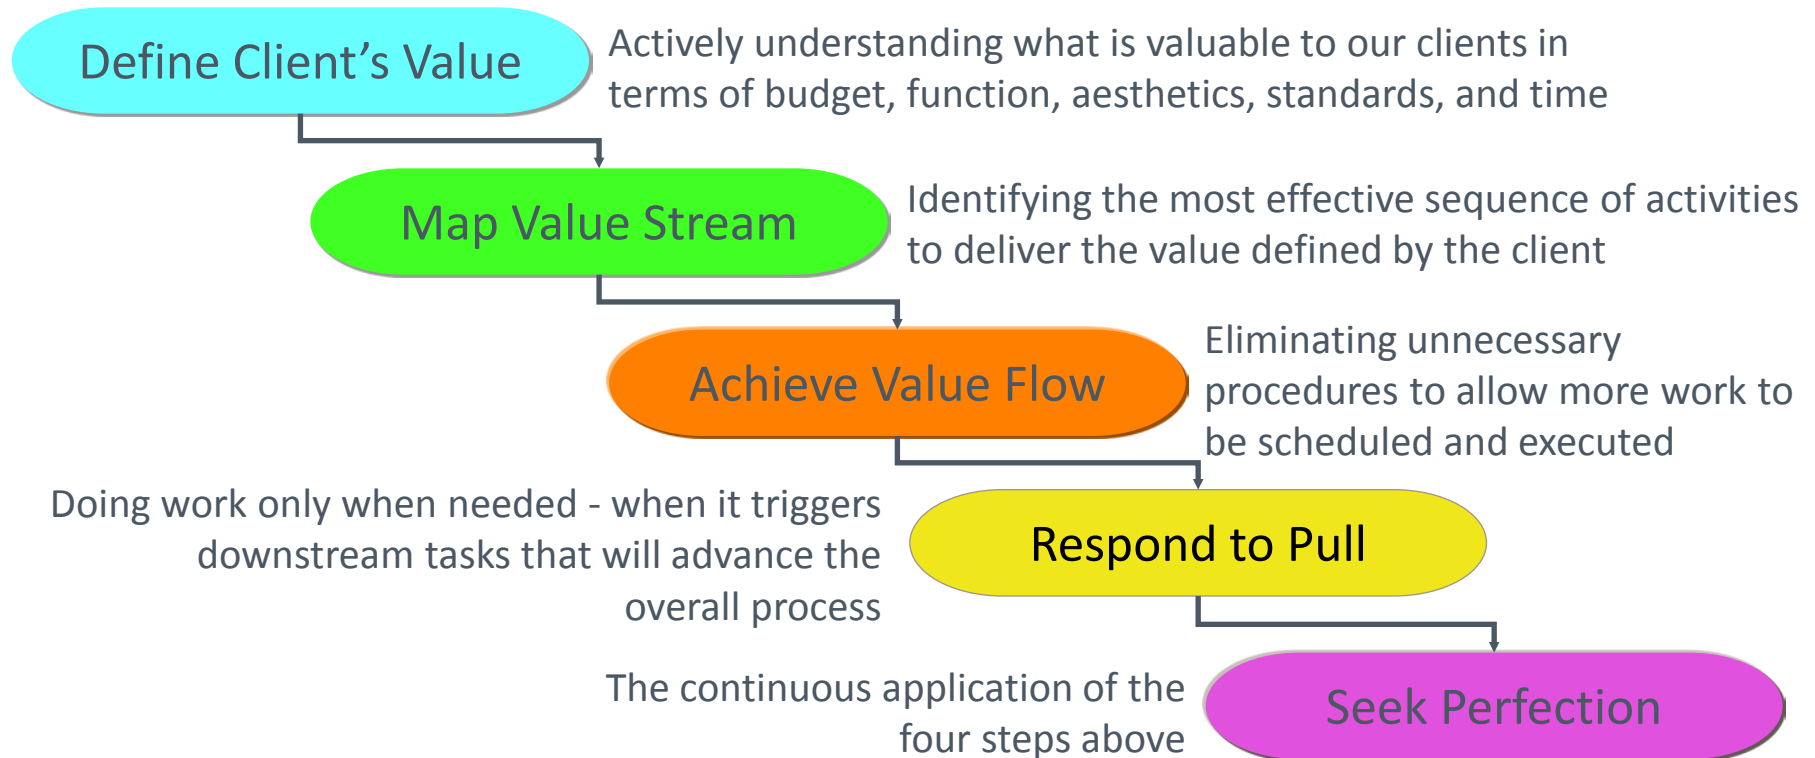 Define Client’s Value
Actively understanding what is valuable to our clients in
terms of budget, function, aesthetics, standards, and time
Map Value Stream
Identifying the most effective sequence of activities
to deliver the value defined by the client
Achieve Value Flow
Eliminating unnecessary
procedures to allow more work to
be scheduled and executed
Doing work only when needed - when it triggers
downstream tasks that will advance the
overall process
Respond to Pull
The continuous application of the
four steps above
Seek Perfection